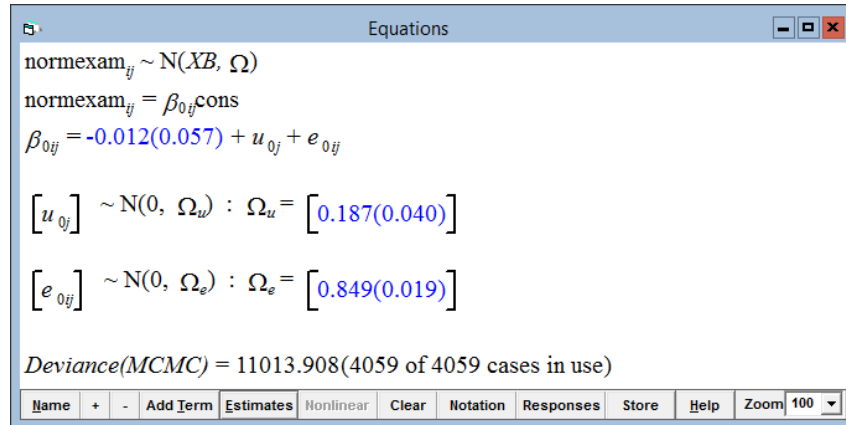 Equations
normexam_ij ~ N(XB, Ω)
normexam_ij = β_0ij cons
β_0ij = -0.012(0.057) + u_0j + e_0ij
[u_0j] ~ N(0, Ω_u) : Ω_u = [0.187(0.040)]
[e_0ij] ~ N(0, Ω_e) : Ω_e = [0.849(0.019)]
Deviance(MCMC) = 11013.908(4059 of 4059 cases in use)
Name + - Add Term Estimates Nonlinear Clear Notation Responses Store Help Zoom 100